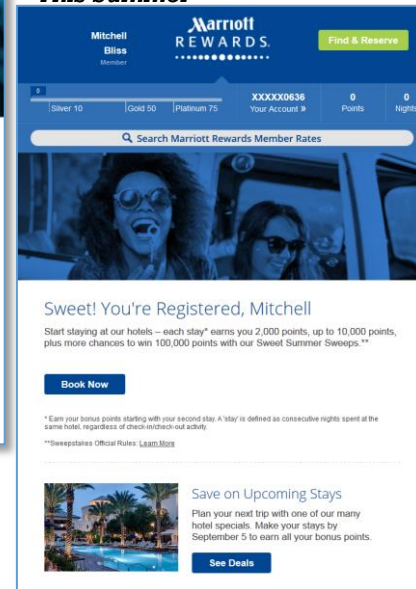 This Summer
Mitchell
Bliss
Member
Marriott
REWARDS.
Find & Reserve
0
Silver 10
Gold 50
Platinum 75
XXXXX0636
Your Account »
0
Points
0
Nights
Search Marriott Rewards Member Rates
Sweet! You're Registered, Mitchell
Start staying at our hotels – each stay* earns you 2,000 points, up to 10,000 points,
plus more chances to win 100,000 points with our Sweet Summer Sweeps.**
Book Now
* Earn your bonus points starting with your second stay. A 'stay' is defined as consecutive nights spent at the
same hotel, regardless of check-in/check-out activity.
**Sweepstakes Official Rules: Learn More
Save on Upcoming Stays
Plan your next trip with one of our many
hotel specials. Make your stays by
September 5 to earn all your bonus points.
See Deals